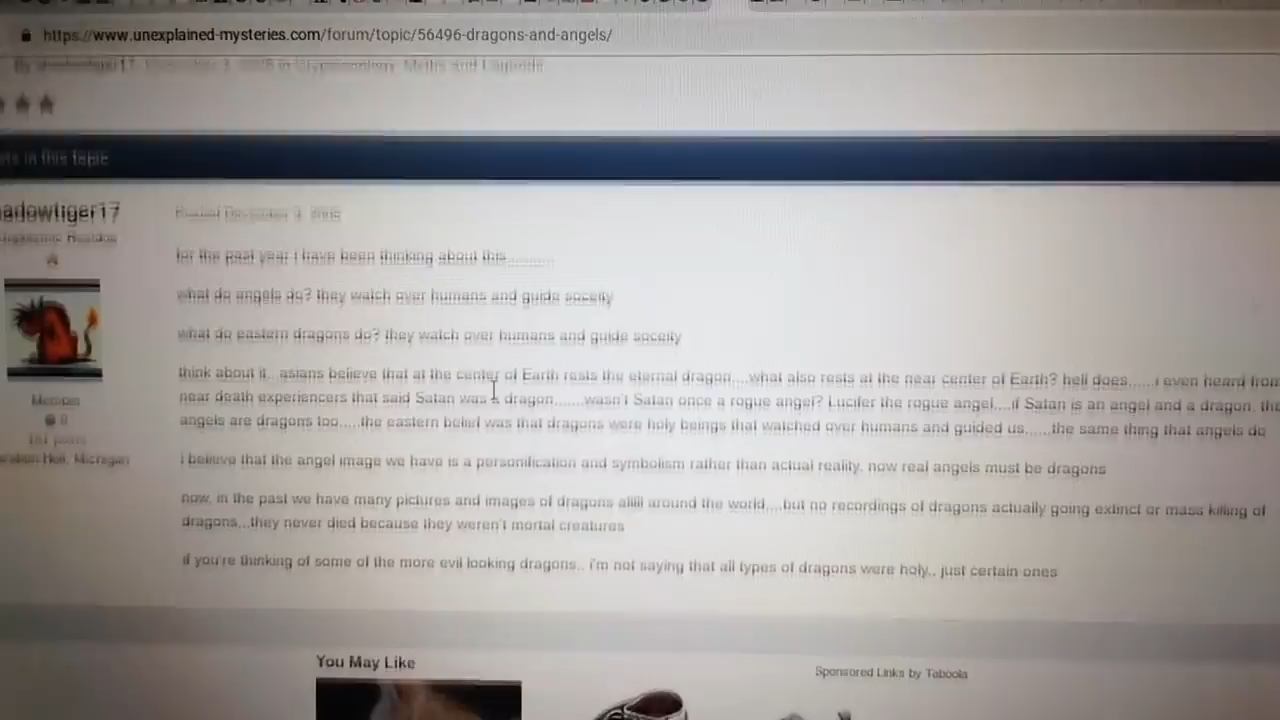 https://www.unexplained-mysteries.com/forum/topic/56496-dragons-and-angels/
in this topic
adowtiger17
for the past year i have been thinking about this..........
what do angels do? they watch over humans and guide soceity
what do eastern dragons do? they watch over humans and guide soceity
think about it.. asians believe that at the center of Earth rests the eternal dragon....what also rests at the near center of Earth? hell does......i even heard from
near death experiencers that said Satan was a dragon.......wasn't Satan once a rogue angel? Lucifer the rogue angel....if Satan is an angel and a dragon, the
angels are dragons too.....the eastern belief was that dragons were holy beings that watched over humans and guided us......the same thing that angels do
i believe that the angel image we have is a personification and symbolism rather than actual reality. now real angels must be dragons
now, in the past we have many pictures and images of dragons allll around the world....but no recordings of dragons actually going extinct or mass killing of
dragons...they never died because they weren't mortal creatures
if you're thinking of some of the more evil looking dragons.. i'm not saying that all types of dragons were holy.. just certain ones
Member
posts
Michigan
You May Like
Sponsored Links by Taboola